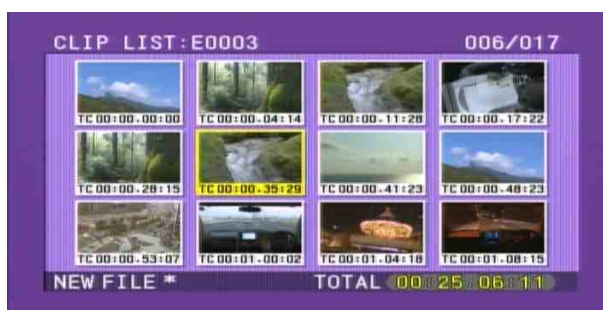 CLIP LIST:E0003 006/017
TC 00:00.00:00 TC 00:00.04:14 TC 00:00.11:28 TC 00:00.17:22
TC 00:00.28:15 TC 00:00.35:29 TC 00:00.41:23 TC 00:00.48:23
TC 00:00.53:07 TC 00:01.00:02 TC 00:01.04:18 TC 00:01.08:15
NEW FILE * TOTAL 00:25:06:11